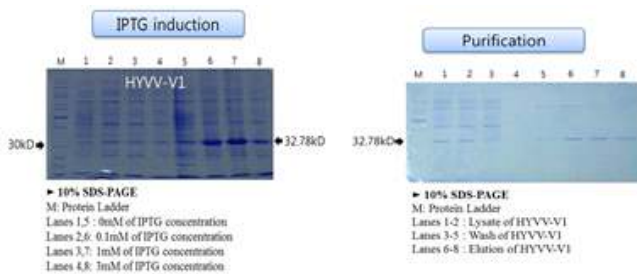 IPTG induction
M 1 2 3 4 5 6 7 8
HYVV-V1
30kD
32.78kD
► 10% SDS-PAGE
M: Protein Ladder
Lanes 1,5 : 0mM of IPTG concentration
Lanes 2,6: 0.1mM of IPTG concentration
Lanes 3,7: 1mM of IPTG concentration
Lanes 4,8: 3mM of IPTG concentration
Purification
M 1 2 3 4 5 6 7 8
32.78kD
► 10% SDS-PAGE
M: Protein Ladder
Lanes 1-2 : Lysate of HYVV-V1
Lanes 3-5 : Wash of HYVV-V1
Lanes 6-8 : Elution of HYVV-V1